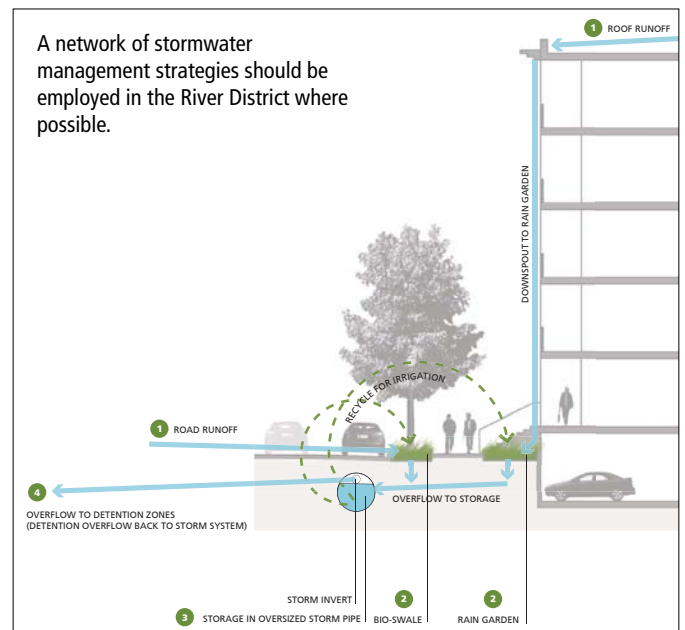 A network of stormwater
management strategies should be
employed in the River District where
possible.
1 ROOF RUNOFF
DOWNSPOUT TO RAIN GARDEN
RECYCLE FOR IRRIGATION
1 ROAD RUNOFF
4
OVERFLOW TO DETENTION ZONES
(DETENTION OVERFLOW BACK TO STORM SYSTEM)
OVERFLOW TO STORAGE
STORM INVERT
3 STORAGE IN OVERSIZED STORM PIPE
2
BIO-SWALE
2
RAIN GARDEN